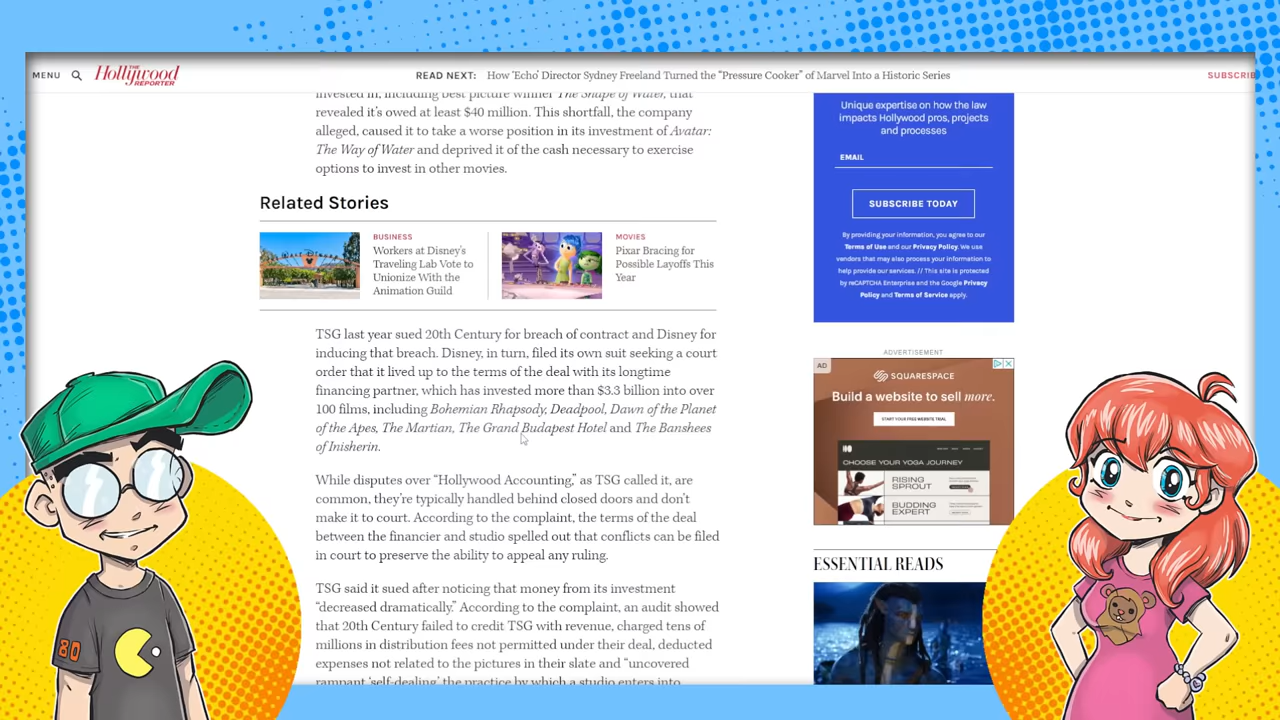 MENU
THE
Hollywood
REPORTER
READ NEXT: How 'Echo' Director Sydney Freeland Turned the "Pressure Cooker" of Marvel Into a Historic Series
SUBSCRIB
invested in, including best picture winner The Shape of Water, that
revealed it's owed at least $40 million. This shortfall, the company
alleged, caused it to take a worse position in its investment of Avatar:
The Way of Water and deprived it of the cash necessary to exercise
options to invest in other movies.
Related Stories
BUSINESS
Workers at Disney's
Traveling Lab Vote to
Unionize With the
Animation Guild
MOVIES
Pixar Bracing for
Possible Layoffs This
Year
TSG last year sued 20th Century for breach of contract and Disney for
inducing that breach. Disney, in turn, filed its own suit seeking a court
order that it lived up to the terms of the deal with its longtime
financing partner, which has invested more than $3.3 billion into over
100 films, including Bohemian Rhapsody, Deadpool, Dawn of the Planet
of the Apes, The Martian, The Grand Budapest Hotel and The Banshees
of Inisherin.
While disputes over "Hollywood Accounting," as TSG called it, are
common, they're typically handled behind closed doors and don't
make it to court. According to the complaint, the terms of the deal
between the financier and studio spelled out that conflicts can be filed
in court to preserve the ability to appeal any ruling.
TSG said it sued after noticing that money from its investment
"decreased dramatically." According to the complaint, an audit showed
that 20th Century failed to credit TSG with revenue, charged tens of
millions in distribution fees not permitted under their deal, deducted
expenses not related to the pictures in their slate and "uncovered
rampant 'self-dealing' the practice by which a studio enters into
Unique expertise on how the law
impacts Hollywood pros, projects
and processes
EMAIL
SUBSCRIBE TODAY
By providing your information, you agree to our
Terms of Use and our Privacy Policy. We use
vendors that may also process your information to
help provide our services. // This site is protected
by reCAPTCHA Enterprise and the Google Privacy
Policy and Terms of Service apply.
ADVERTISEMENT
AD
SQUARESPACE
Build a website to sell more.
START YOUR FREE WEBSITE TRIAL
CHOOSE YOUR YOGA JOURNEY
RISING
SPROUT
BUDDING
EXPERT
ESSENTIAL READS
80